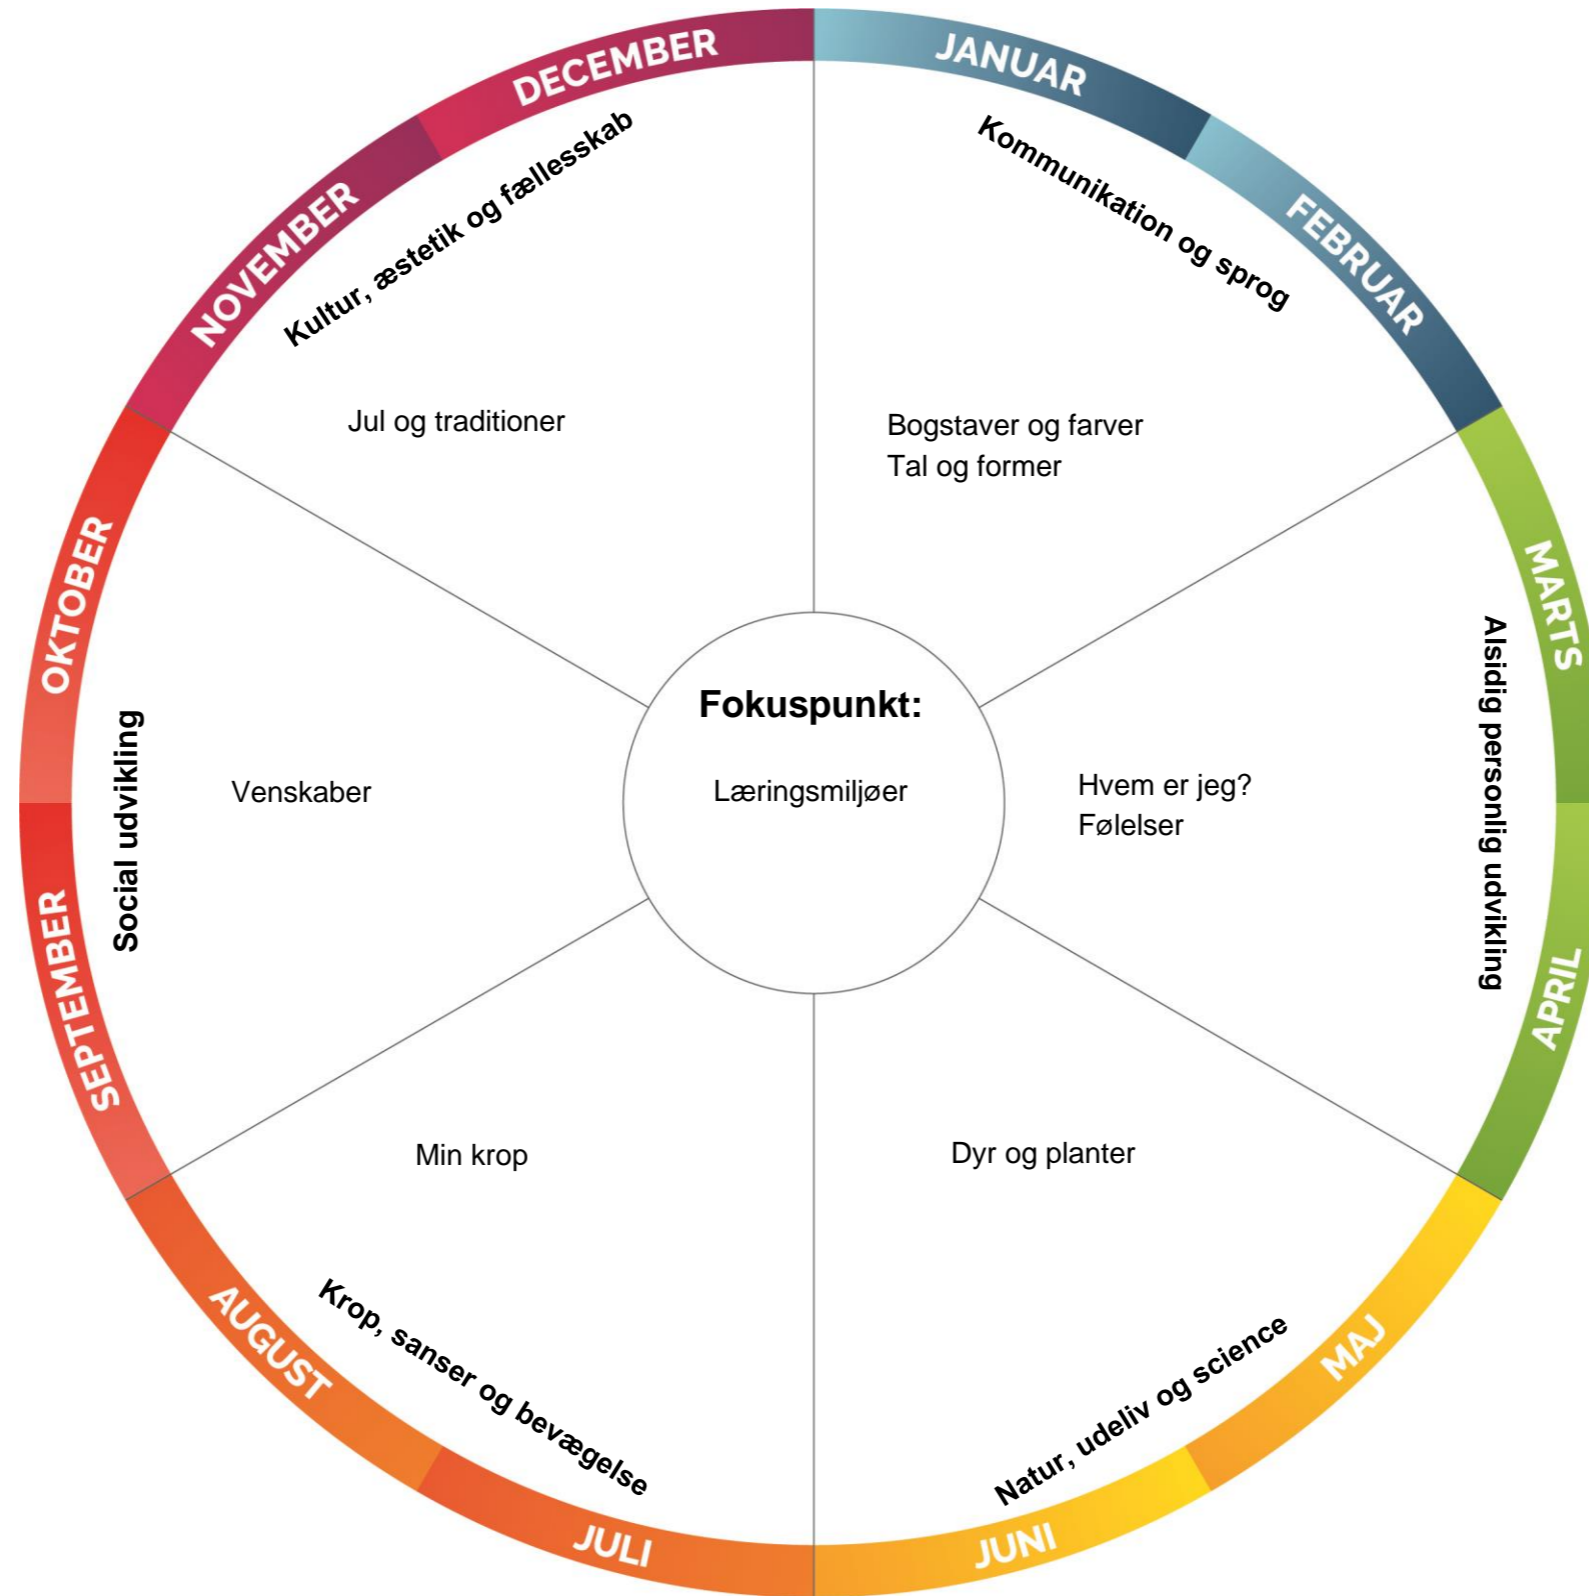 JANUAR
FEBRUAR
Kommunikation og sprog
Bogstaver og farver
Tal og former
MARTS
APRIL
Alsidig personlig udvikling
Hvem er jeg?
Følelser
MAJ
JUNI
Natur, udeliv og science
Dyr og planter
JULI
AUGUST
Krop, sanser og bevægelse
Min krop
SEPTEMBER
OKTOBER
Social udvikling
Venskaber
NOVEMBER
DECEMBER
Kultur, æstetik og fællesskab
Jul og traditioner
Fokuspunkt:
Læringsmiljøer